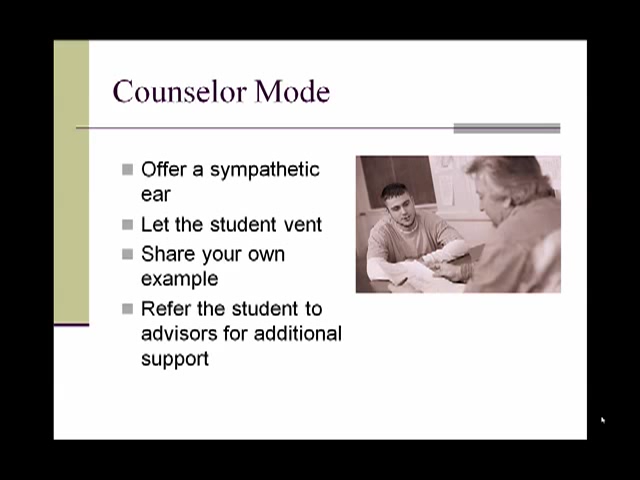 Counselor Mode
Offer a sympathetic
ear
Let the student vent
Share your own
example
Refer the student to
advisors for additional
support